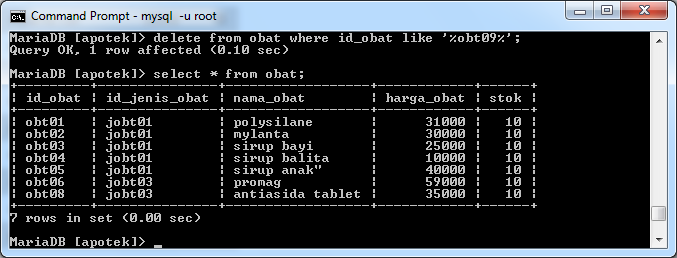 Command Prompt - mysql -u root
MariaDB [apotek]> delete from obat where id_obat like '%obt09%';
Query OK, 1 row affected (0.10 sec)
MariaDB [apotek]> select * from obat;
+---------+---------------+------------------+------------+------+
| id_obat | id_jenis_obat | nama_obat | harga_obat | stok |
+---------+---------------+------------------+------------+------+
| obt01 | jobt01 | polysilane | 31000 | 10 |
| obt02 | jobt01 | mylanta | 30000 | 10 |
| obt03 | jobt01 | sirup bayi | 25000 | 10 |
| obt04 | jobt01 | sirup balita | 10000 | 10 |
| obt05 | jobt01 | sirup anak" | 40000 | 10 |
| obt06 | jobt03 | promag | 59000 | 10 |
| obt08 | jobt03 | antiasida tablet | 35000 | 10 |
+---------+---------------+------------------+------------+------+
7 rows in set (0.00 sec)
MariaDB [apotek]> _